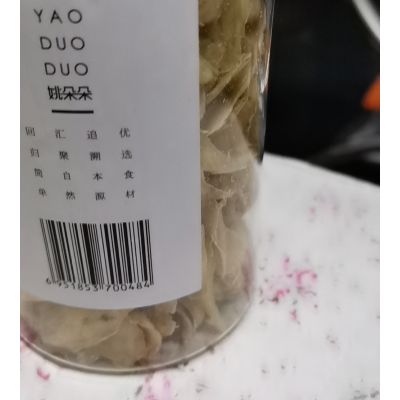 YAO
DUO
DUO
姚朵朵
回汇追优
归聚溯选
简自本食
单然源材
6951853700484